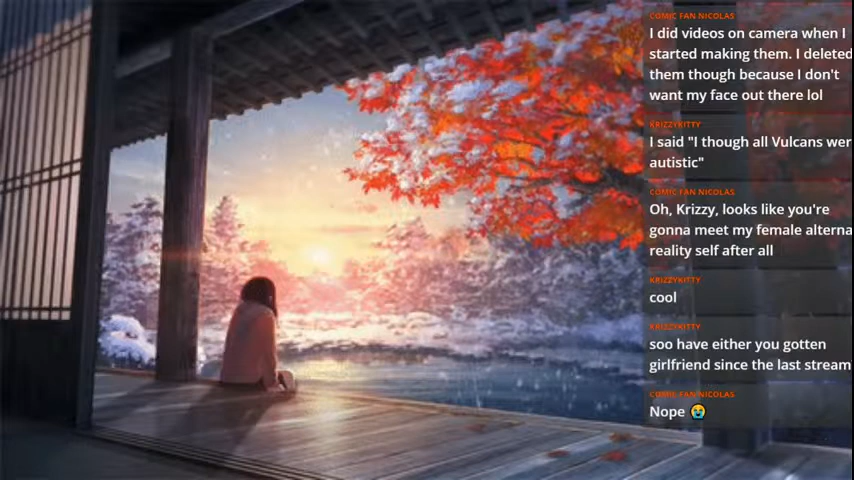 COMIC FAN NICOLAS
I did videos on camera when I
started making them. I deleted
them though because I don't
want my face out there lol
KRIZZYKITTY
I said "I though all Vulcans wer
autistic"
COMIC FAN NICOLAS
Oh, Krizzy, looks like you're
gonna meet my female alterna
reality self after all
KRIZZYKITTY
cool
KRIZZYKITTY
soo have either you gotten
girlfriend since the last stream
COMIC FAN NICOLAS
Nope 😭